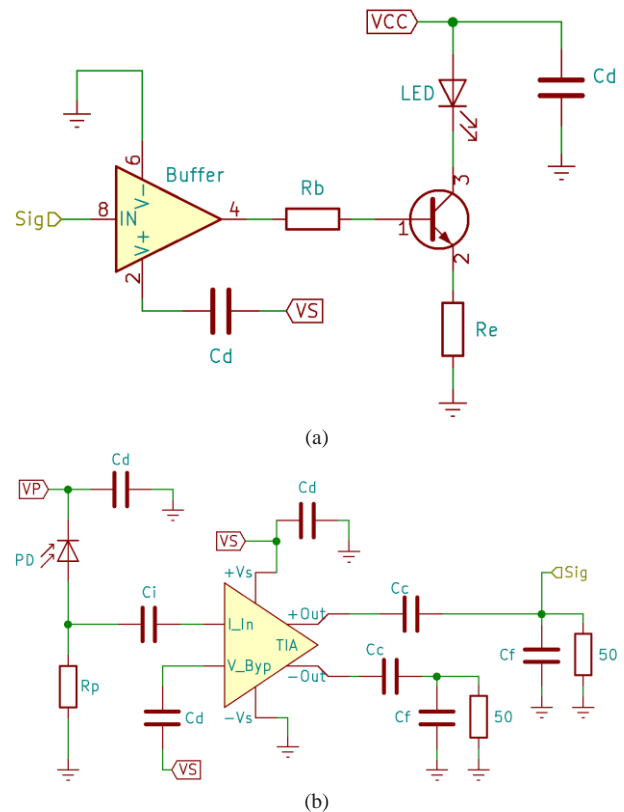 VCC
LED
Cd
6
Buffer
V-
Sig
8
IN
V+
4
Rb
1
3
2
2
Cd
VS
Re
(a)
VP
Cd
PD
VS
Cd
+Vs
Ci
I_In
+Out
TIA
Cc
Sig
V_Byp
-Out
Cc
Cf
50
Rp
Cd
-Vs
Cf
50
VS
(b)